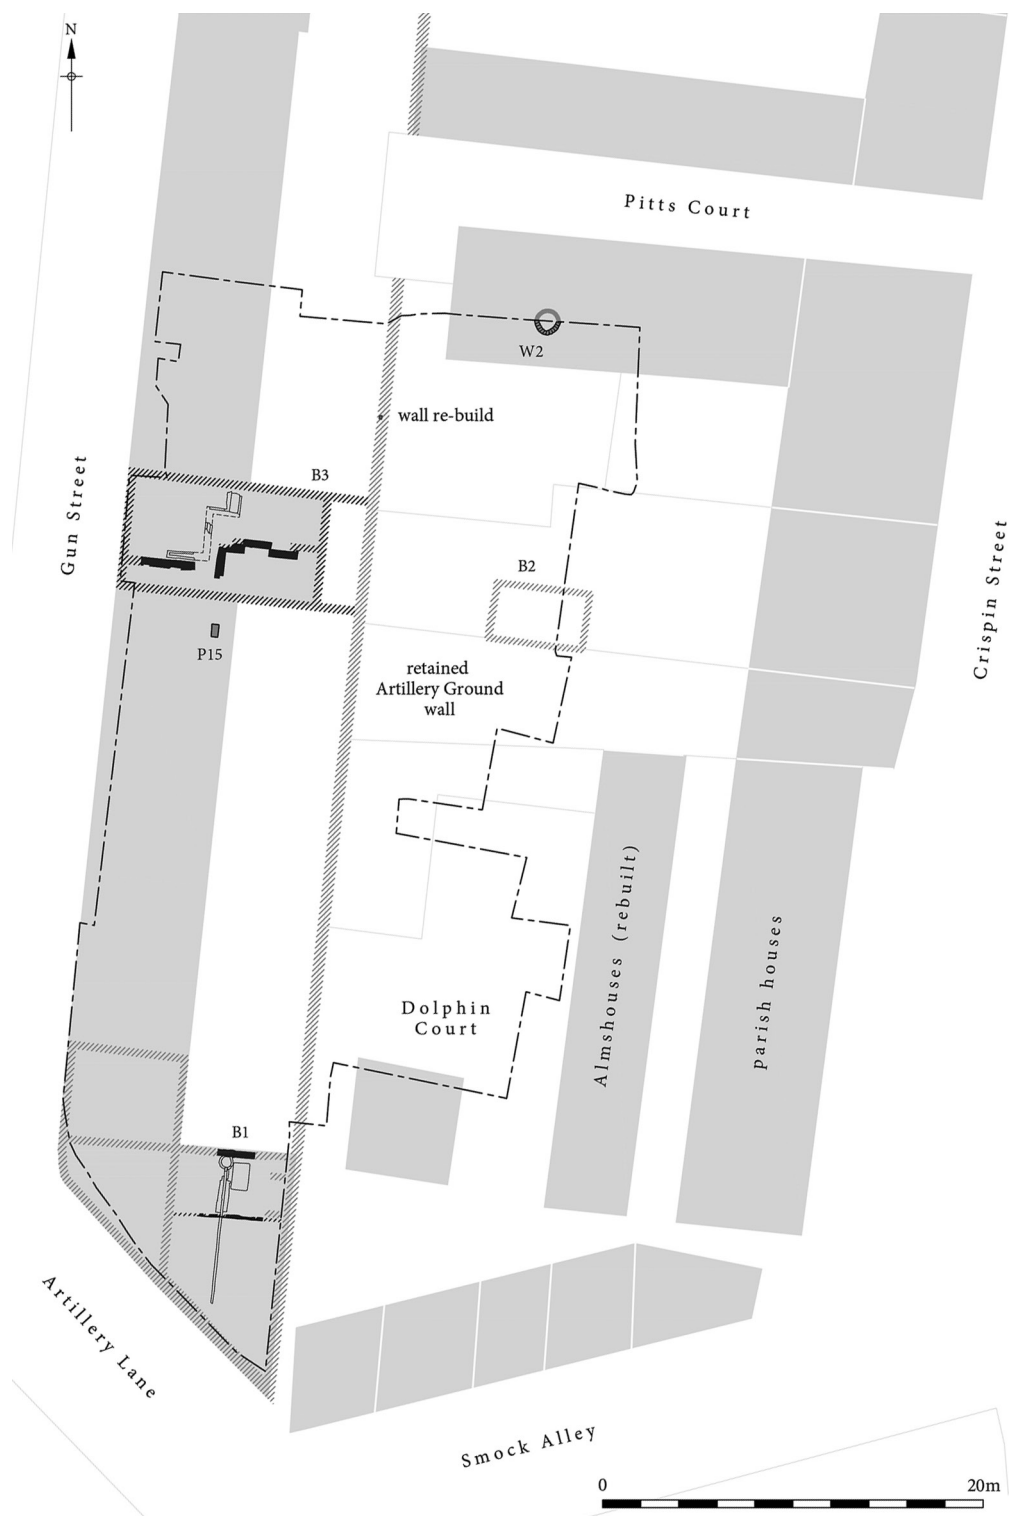 N
Pitts Court
W2
wall re-build
B3
Gun Street
B2
P15
retained
Artillery Ground
wall
Crispin Street
Almshouses (rebuilt)
parish houses
Dolphin
Court
B1
Artillery Lane
Smock Alley
0 20m